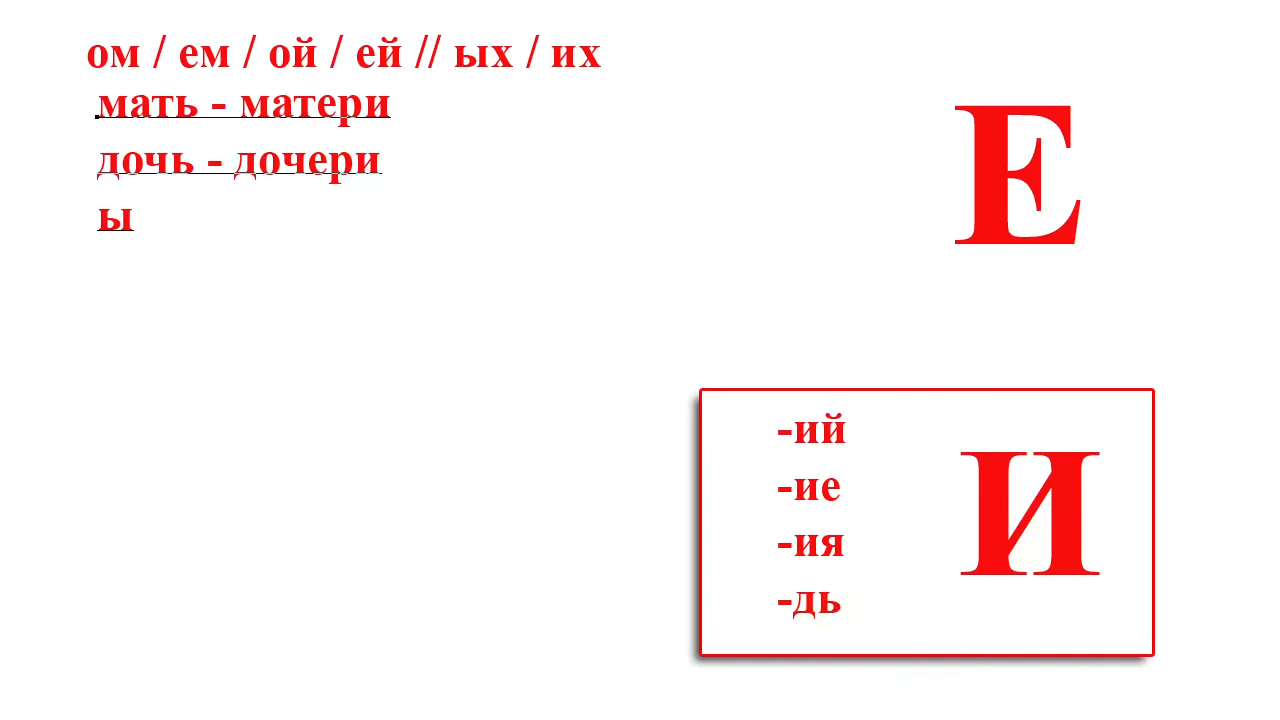 ом / ем / ой / ей // ых / их
мать - матери
дочь - дочери
ы
Е
-ий
-ие
-ия
-дь
И